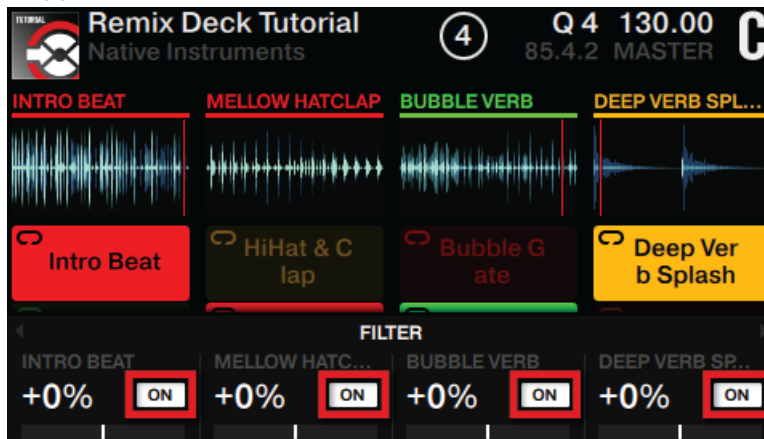 TUTORIAL
Remix Deck Tutorial
Native Instruments
4
Q 4 130.00
85.4.2 MASTER
C
INTRO BEAT MELLOW HATCLAP BUBBLE VERB DEEP VERB SPL...
Intro Beat
HiHat & C
lap
Bubble G
ate
Deep Ver
b Splash
FILTER
INTRO BEAT MELLOW HATC... BUBBLE VERB DEEP VERB SP...
+0% ON +0% ON +0% ON +0% ON